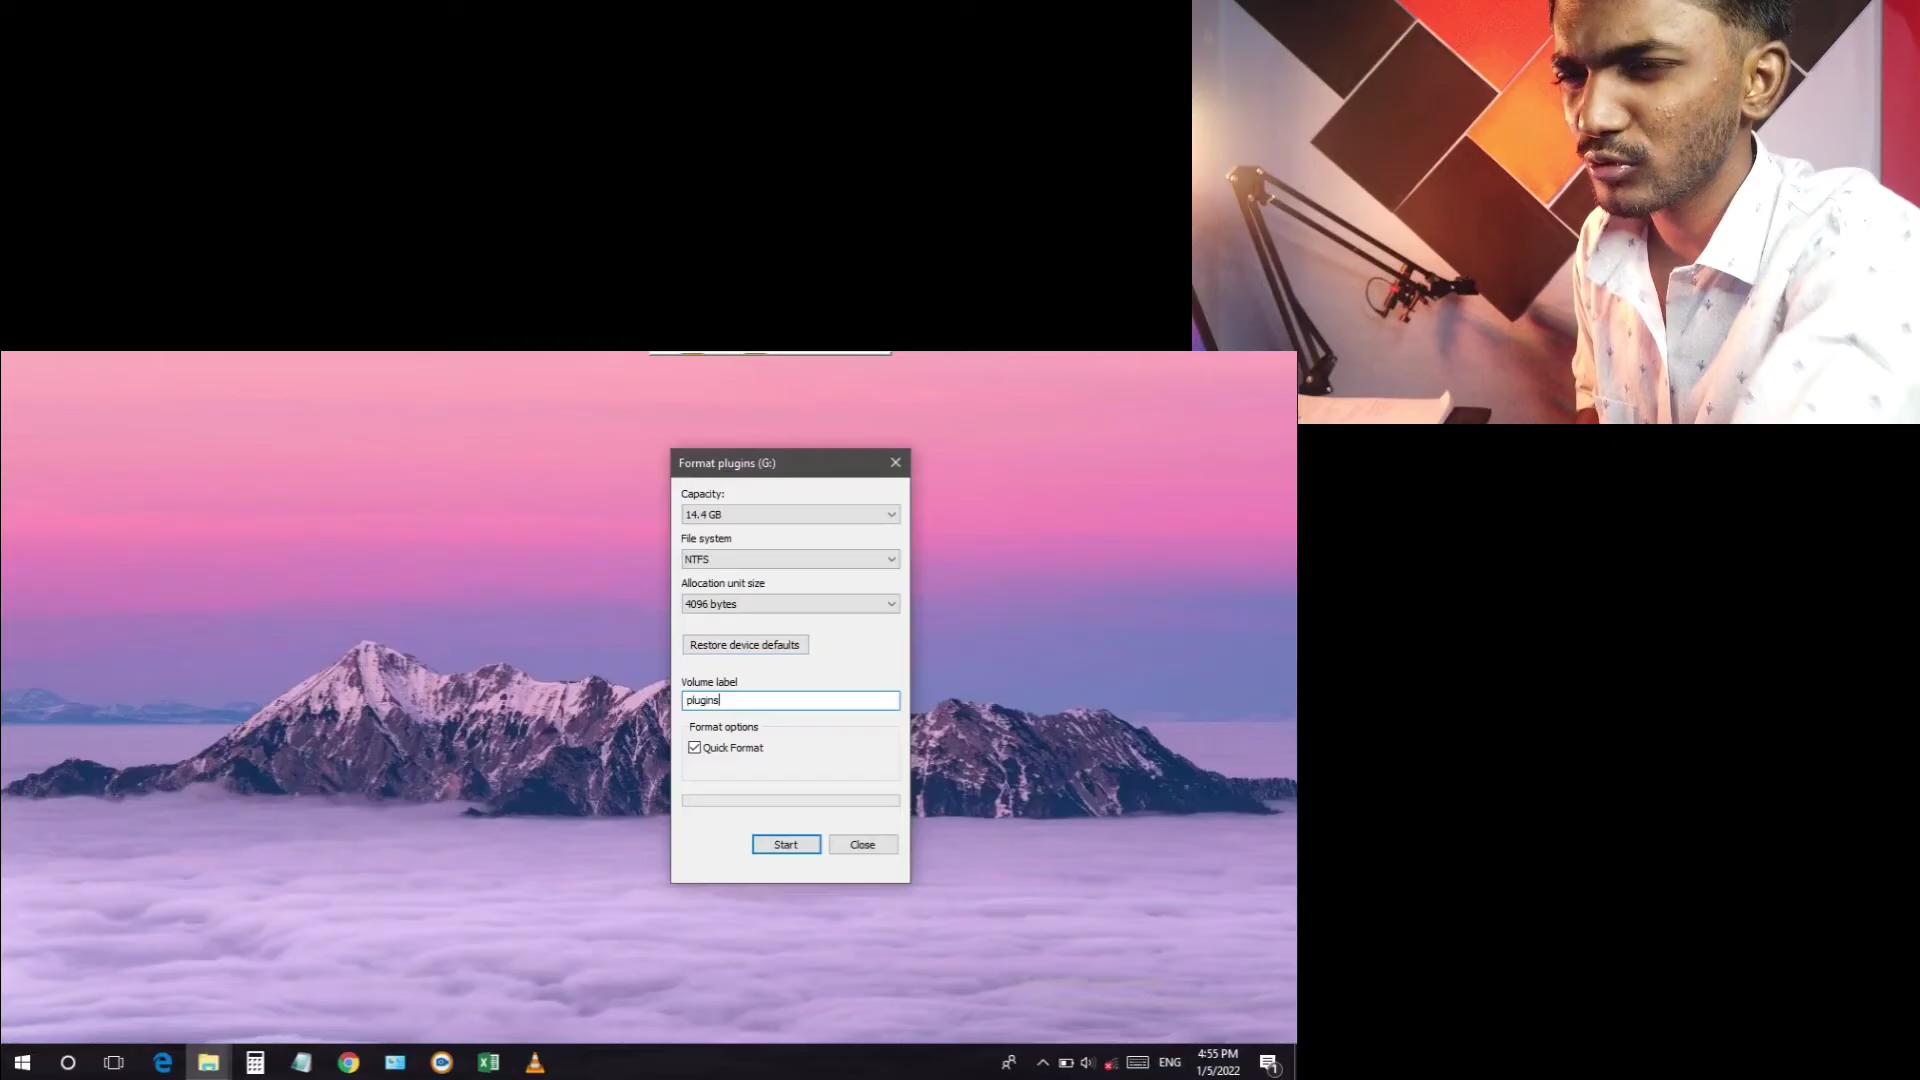 Format plugins (G:)
Capacity:
14.4 GB
File system
NTFS
Allocation unit size
4096 bytes
Restore device defaults
Volume label
plugins
Format options
Quick Format
Start
Close
ENG
4:55 PM
1/5/2022
1